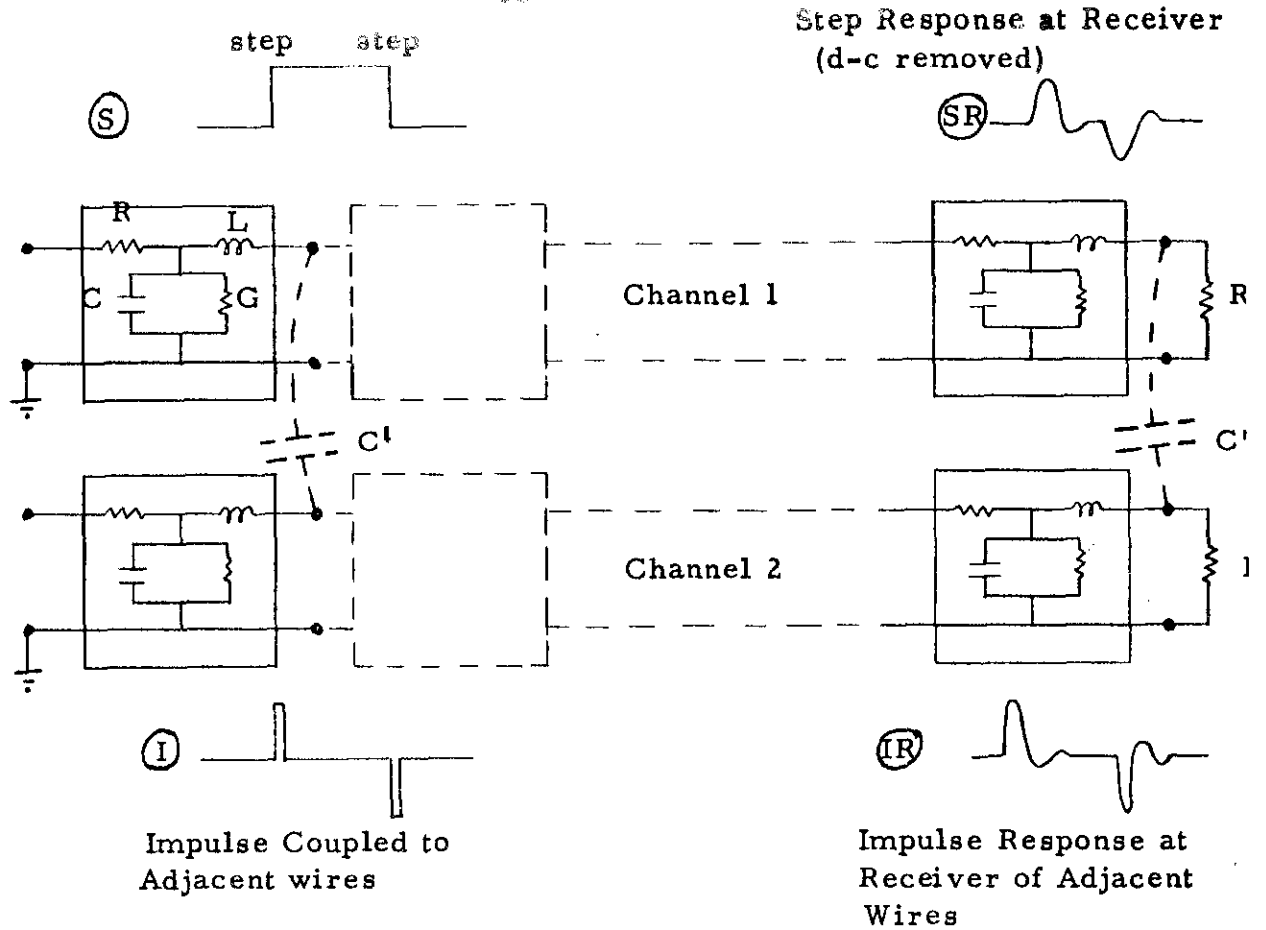 step step
Step Response at Receiver
(d-c removed)
S
SR
R L
C G
Channel 1
R
C'
C'
Channel 2
I
IR
Impulse Coupled to
Adjacent wires
Impulse Response at
Receiver of Adjacent
Wires